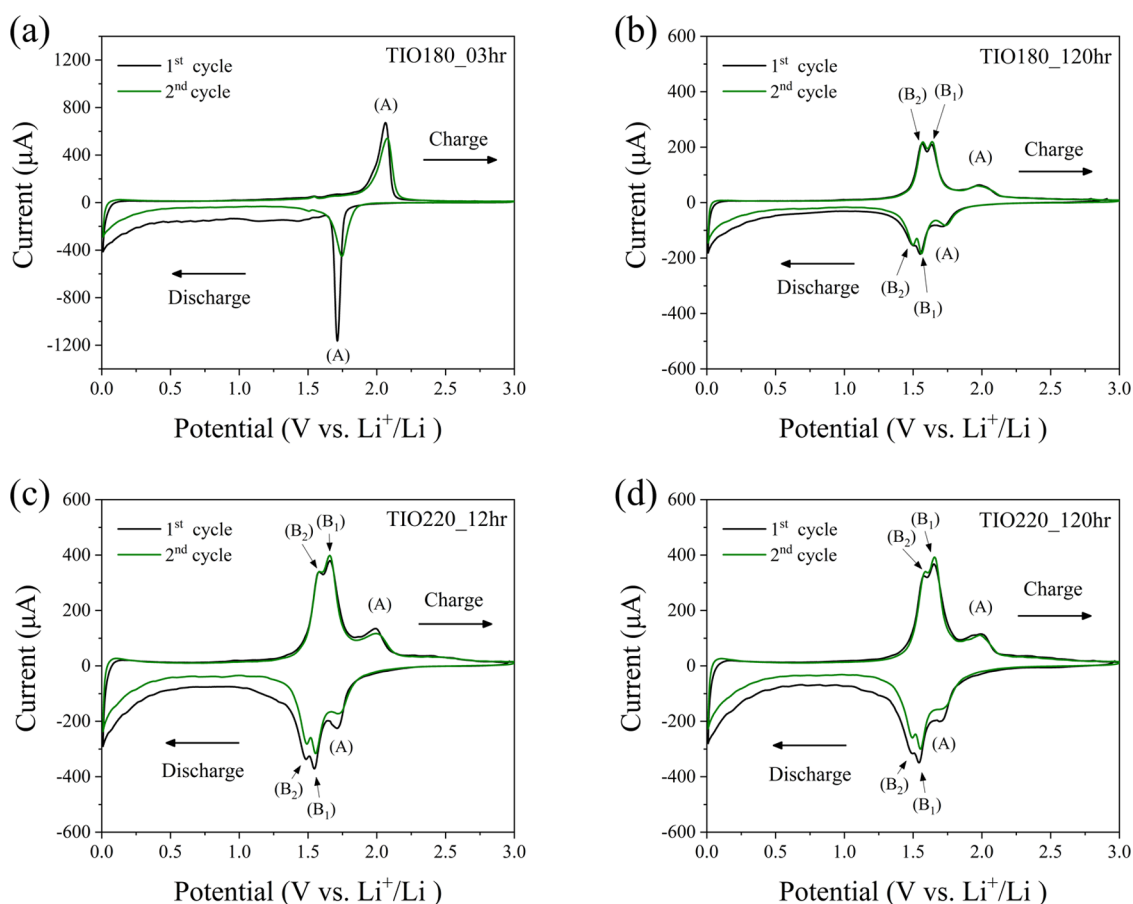 (a)
TIO180_03hr
1st cycle
2nd cycle
(A)
Charge
Discharge
(A)
Current (µA)
1200
800
400
0
-400
-800
-1200
0.0 0.5 1.0 1.5 2.0 2.5 3.0
Potential (V vs. Li+/Li )
(b)
TIO180_120hr
1st cycle
2nd cycle
(B2) (B1)
(A)
Charge
Discharge
(A)
(B2)
(B1)
Current (µA)
600
400
200
0
-200
-400
-600
0.0 0.5 1.0 1.5 2.0 2.5 3.0
Potential (V vs. Li+/Li )
(c)
TIO220_12hr
1st cycle
2nd cycle
(B1)
(B2)
(A)
Charge
Discharge
(A)
(B2)
(B1)
Current (µA)
600
400
200
0
-200
-400
-600
0.0 0.5 1.0 1.5 2.0 2.5 3.0
Potential (V vs. Li+/Li )
(d)
TIO220_120hr
1st cycle
2nd cycle
(B1)
(B2)
(A)
Charge
Discharge
(A)
(B2)
(B1)
Current (µA)
600
400
200
0
-200
-400
-600
0.0 0.5 1.0 1.5 2.0 2.5 3.0
Potential (V vs. Li+/Li )